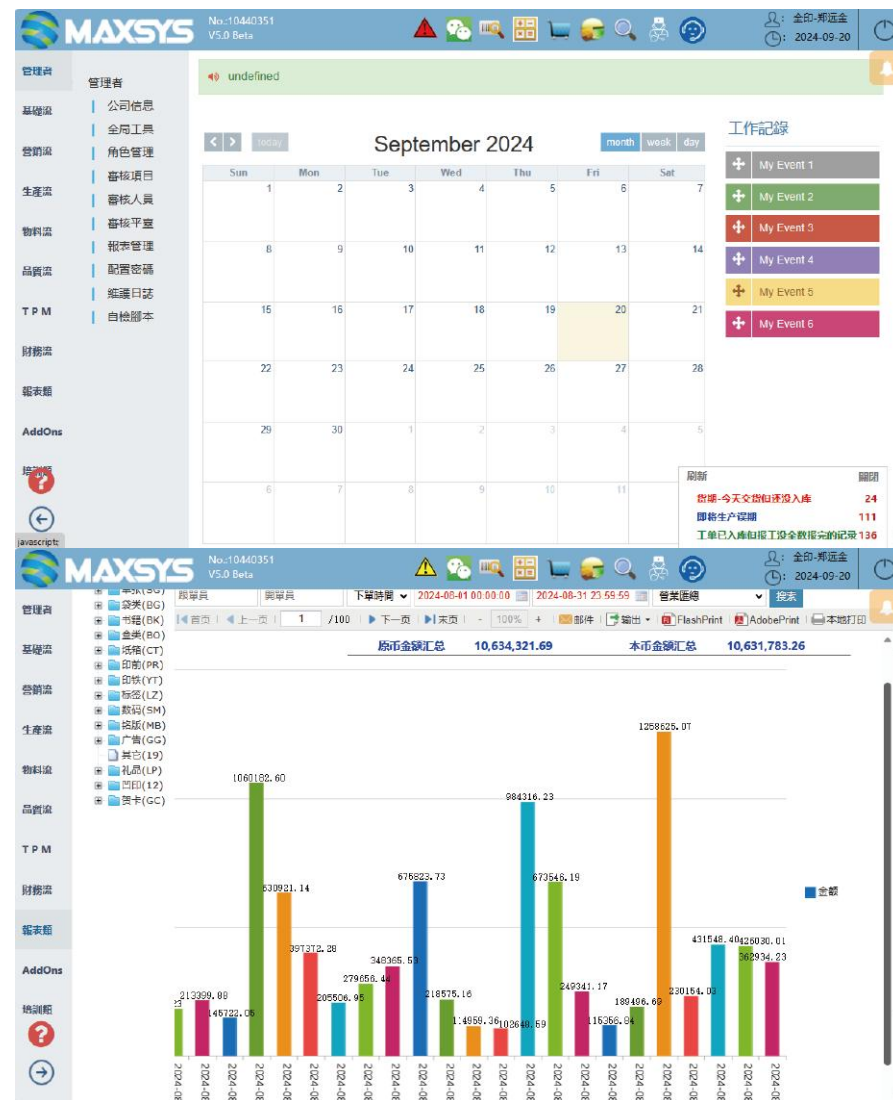 MAXSYS
No.:10440351
V5.0 Beta
全印-郑远金
2024-09-20
管理者
基礎流
營銷流
生産流
物料流
品質流
T P M
財務流
報表類
AddOns
管理者
公司信息
全局工具
角色管理
審核項目
審核人員
審核平臺
報表管理
配置密碼
維護日誌
自檢腳本
undefined
today
September 2024
month week day
Sun Mon Tue Wed Thu Fri Sat
1 2 3 4 5 6 7
8 9 10 11 12 13 14
15 16 17 18 19 20 21
22 23 24 25 26 27 28
29 30 1 2 3 4 5
6 7 8 9 10 11
工作記錄
My Event 1
My Event 2
My Event 3
My Event 4
My Event 5
My Event 6
刷新 關閉
货期-今天交货但还没入库 24
即将生产误期 111
工单已入库但报工没全数报完的记录 136
javascript:
MAXSYS
No.:10440351
V5.0 Beta
全印-郑远金
2024-09-20
管理者
基礎流
營銷流
生産流
物料流
品質流
T P M
財務流
報表類
AddOns
培訓館
袋类(BG)
书籍(BK)
盒类(BO)
纸箱(CT)
印前(PR)
印铁(YT)
标签(LZ)
数码(SM)
铭版(MB)
广告(GG)
其它(19)
礼品(LP)
凹印(12)
贺卡(GC)
跟單員 開單員 下單時間 2024-08-01 00:00:00 2024-08-31 23:59:59 營業匯總 搜索
首页 上一页 1 /100 下一页 末页 - 100% + 邮件 输出 FlashPrint AdobePrint 本地打印
原币金额汇总 10,634,321.69 本币金额汇总 10,631,783.26
1258625.07
1060182.60
984316.23
675823.73
673546.19
630921.14
431548.40
426030.01
397372.28
362934.23
348365.53
279656.44
249341.17
230154.03
218575.16
213399.88
205506.95
189496.69
145722.05
114959.36
102648.59
115356.84
金额